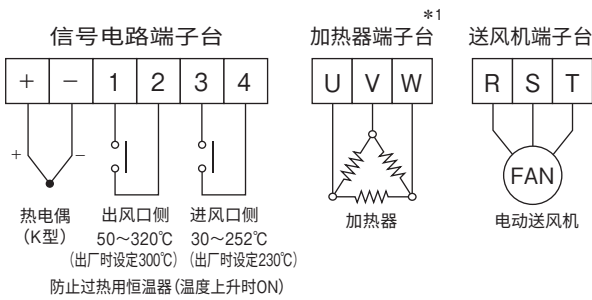 *1
信号电路端子台 加热器端子台 送风机端子台
+ − 1 2 3 4 U V W R S T
+ −
FAN
热电偶 出风口侧 进风口侧 加热器 电动送风机
(K型) 50～320℃ 30～252℃
(出厂时设定300℃) (出厂时设定230℃)
防止过热用恒温器(温度上升时ON)